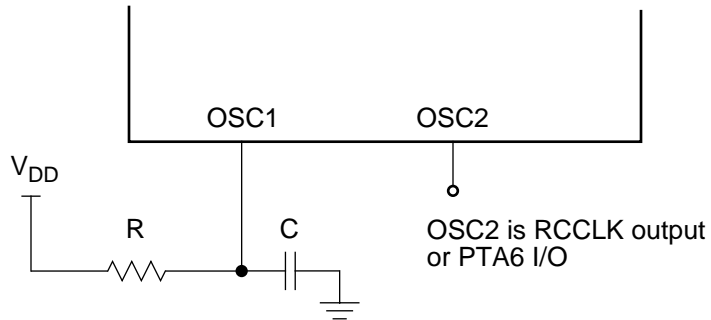 OSC1
OSC2
VDD
R
C
OSC2 is RCCLK output
or PTA6 I/O